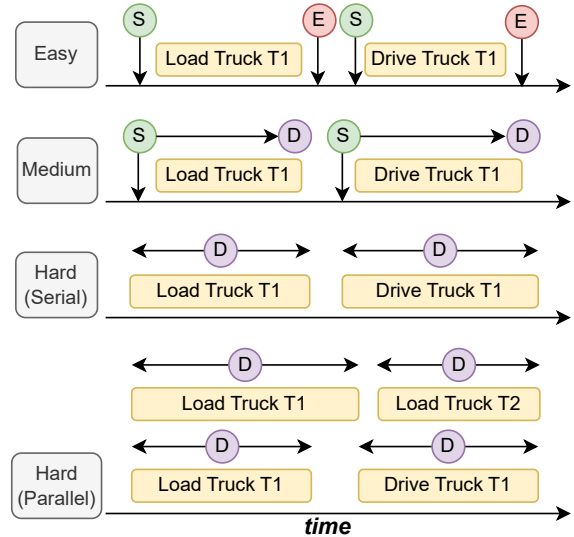 S E S E
Easy Load Truck T1 Drive Truck T1
S D S D
Medium Load Truck T1 Drive Truck T1
D D
Hard
(Serial)
Load Truck T1 Drive Truck T1
D D
Load Truck T1 Load Truck T2
D D
Hard
(Parallel)
Load Truck T1 Drive Truck T1
time